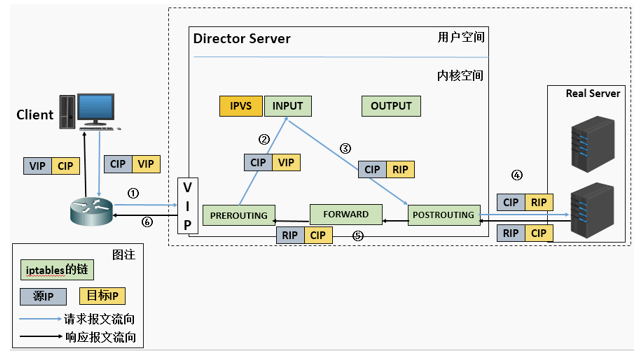 Director Server
用户空间
内核空间
Client
IPVS
INPUT
OUTPUT
Real Server
②
③
CIP VIP
CIP RIP
VIP CIP
CIP VIP
①
④
VIP
⑥
PREROUTING
FORWARD
POSTROUTING
CIP RIP
RIP CIP
⑤
RIP CIP
图注
iptables的链
源IP
目标IP
请求报文流向
响应报文流向